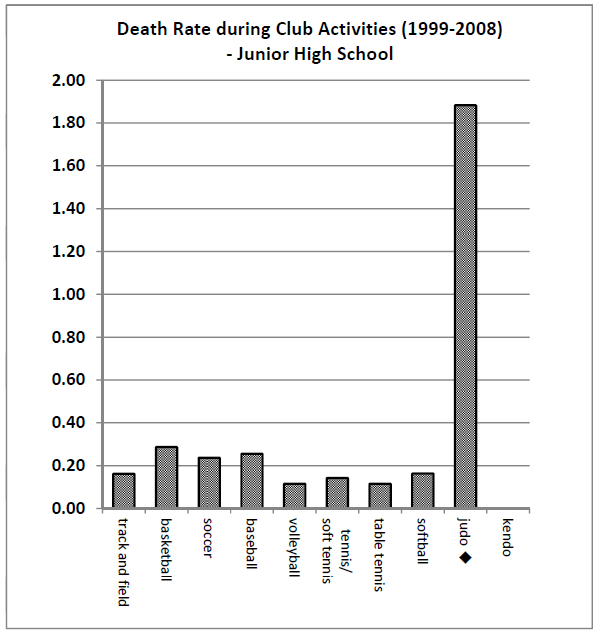 Death Rate during Club Activities (1999-2008)
- Junior High School
2.00
1.80
1.60
1.40
1.20
1.00
0.80
0.60
0.40
0.20
0.00
track and field
basketball
soccer
baseball
volleyball
tennis/
soft tennis
table tennis
softball
judo ◆
kendo